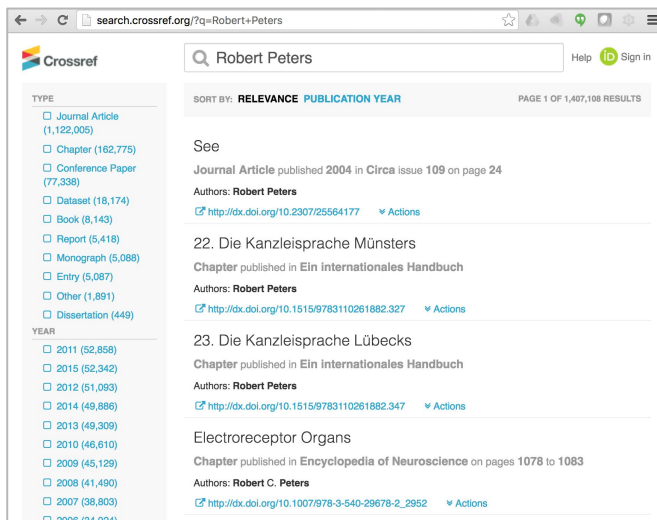 search.crossref.org/?q=Robert+Peters
Crossref
Robert Peters
Help iD Sign in
TYPE
Journal Article
(1,122,005)
Chapter (162,775)
Conference Paper
(77,338)
Dataset (18,174)
Book (8,143)
Report (5,418)
Monograph (5,088)
Entry (5,087)
Other (1,891)
Dissertation (449)
YEAR
2011 (52,858)
2015 (52,342)
2012 (51,093)
2014 (49,886)
2013 (49,309)
2010 (46,610)
2009 (45,129)
2008 (41,490)
2007 (38,803)
SORT BY: RELEVANCE PUBLICATION YEAR
PAGE 1 OF 1,407,108 RESULTS
See
Journal Article published 2004 in Circa issue 109 on page 24
Authors: Robert Peters
http://dx.doi.org/10.2307/25564177 Actions
22. Die Kanzleisprache Münsters
Chapter published in Ein internationales Handbuch
Authors: Robert Peters
http://dx.doi.org/10.1515/9783110261882.327 Actions
23. Die Kanzleisprache Lübecks
Chapter published in Ein internationales Handbuch
Authors: Robert Peters
http://dx.doi.org/10.1515/9783110261882.347 Actions
Electroreceptor Organs
Chapter published in Encyclopedia of Neuroscience on pages 1078 to 1083
Authors: Robert C. Peters
http://dx.doi.org/10.1007/978-3-540-29678-2_2952 Actions